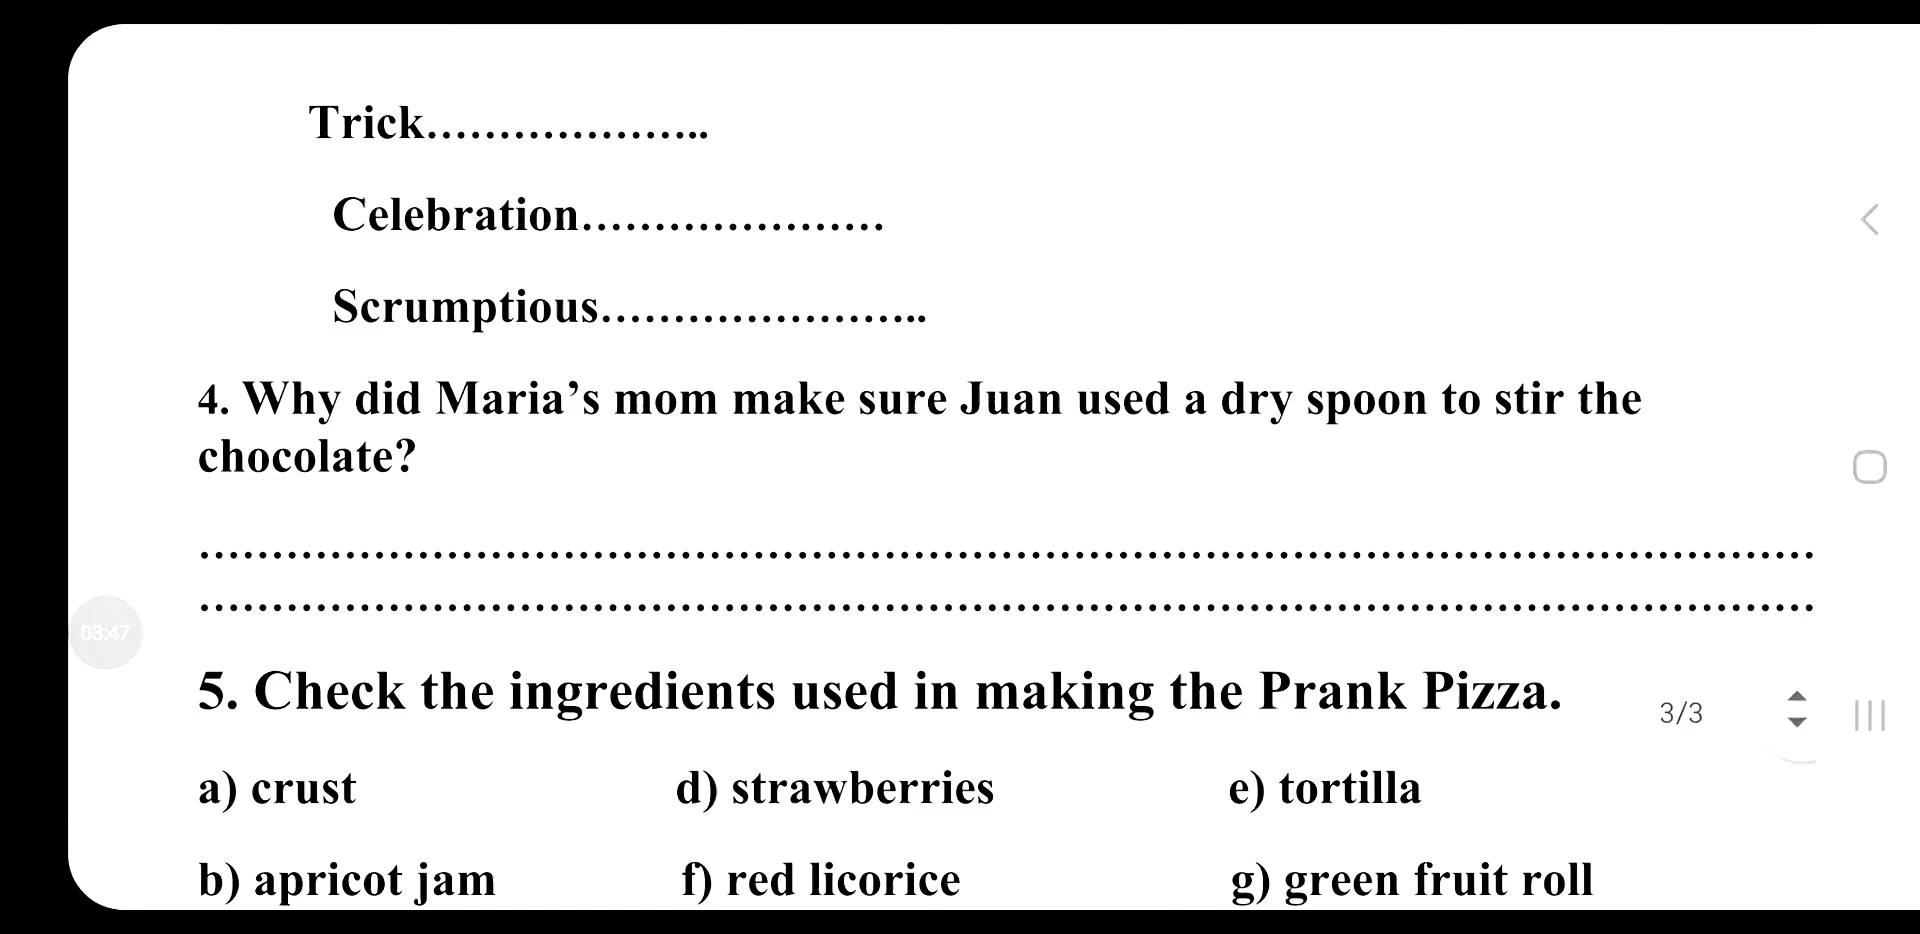 Trick....................
Celebration.....................
Scrumptious.......................
4. Why did Maria’s mom make sure Juan used a dry spoon to stir the
chocolate?
................................................................................................................
................................................................................................................
03:47
5. Check the ingredients used in making the Prank Pizza.
3/3
a) crust d) strawberries e) tortilla
b) apricot jam f) red licorice g) green fruit roll